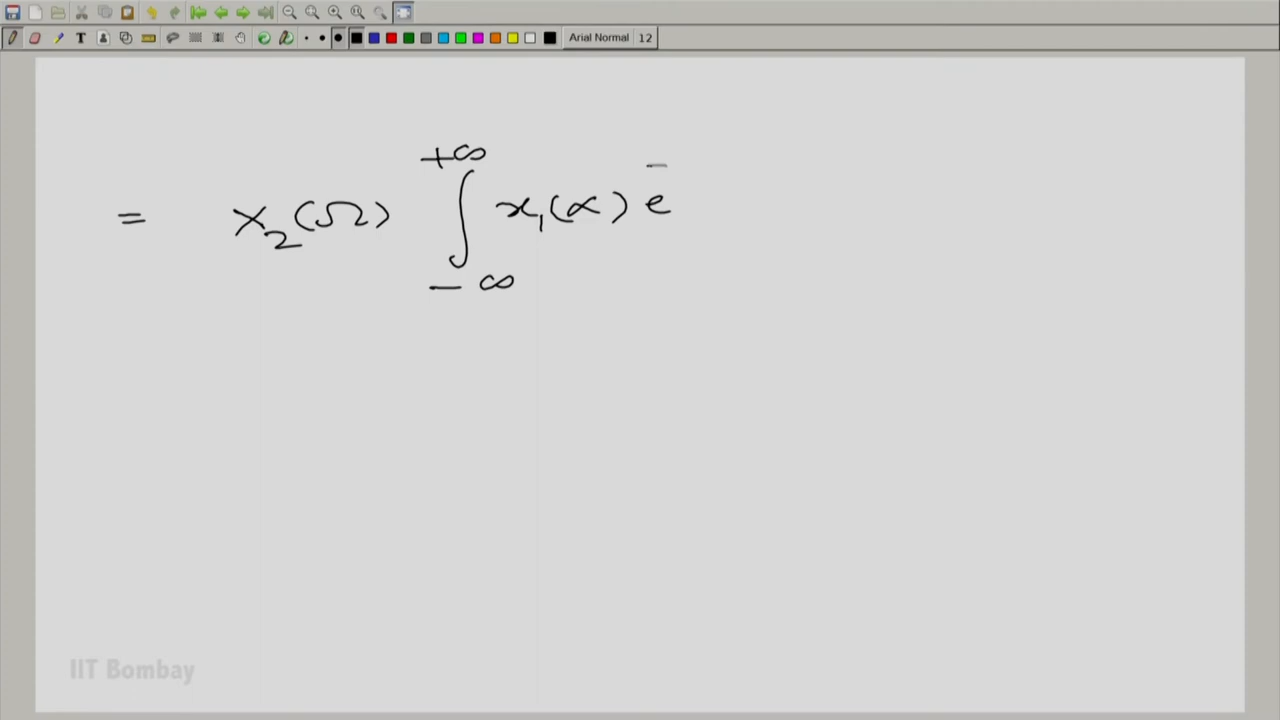 T Arial Normal 12
= X₂(Ω) ∫₋∞⁺∞ x₁(α) e⁻
IIT Bombay